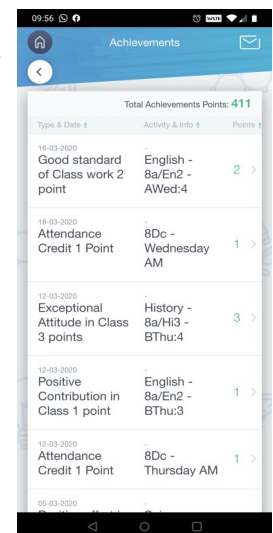 09:56
VoLTE
Achievements
Total Achievements Points: 411
Type & Date Activity & Info Points
18-03-2020 -
Good standard English - 2
of Class work 2 8a/En2 -
point AWed:4
18-03-2020 -
Attendance 8Dc - 1
Credit 1 Point Wednesday
AM
12-03-2020 -
Exceptional History - 3
Attitude in Class 8a/Hi3 -
3 points BThu:4
12-03-2020 -
Positive English - 1
Contribution in 8a/En2 -
Class 1 point BThu:3
12-03-2020 -
Attendance 8Dc - 1
Credit 1 Point Thursday AM
05-03-2020 -